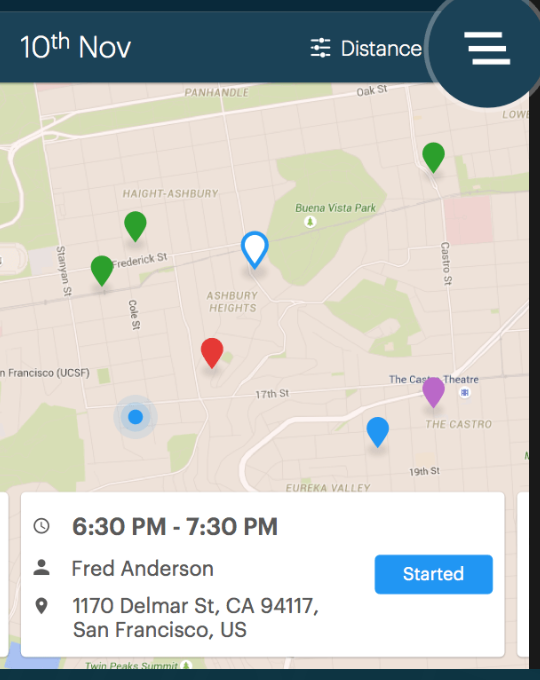 10th Nov
Distance
PANHANDLE
Oak St
LOWE
HAIGHT-ASHBURY
Buena Vista Park
Stanyan St
Frederick St
Castro St
Cole St
ASHBURY
HEIGHTS
n Francisco (UCSF)
The Castro Theatre
17th St
THE CASTRO
19th St
EUREKA VALLEY
6:30 PM - 7:30 PM
Fred Anderson
Started
1170 Delmar St, CA 94117,
San Francisco, US
Twin Peaks Summit